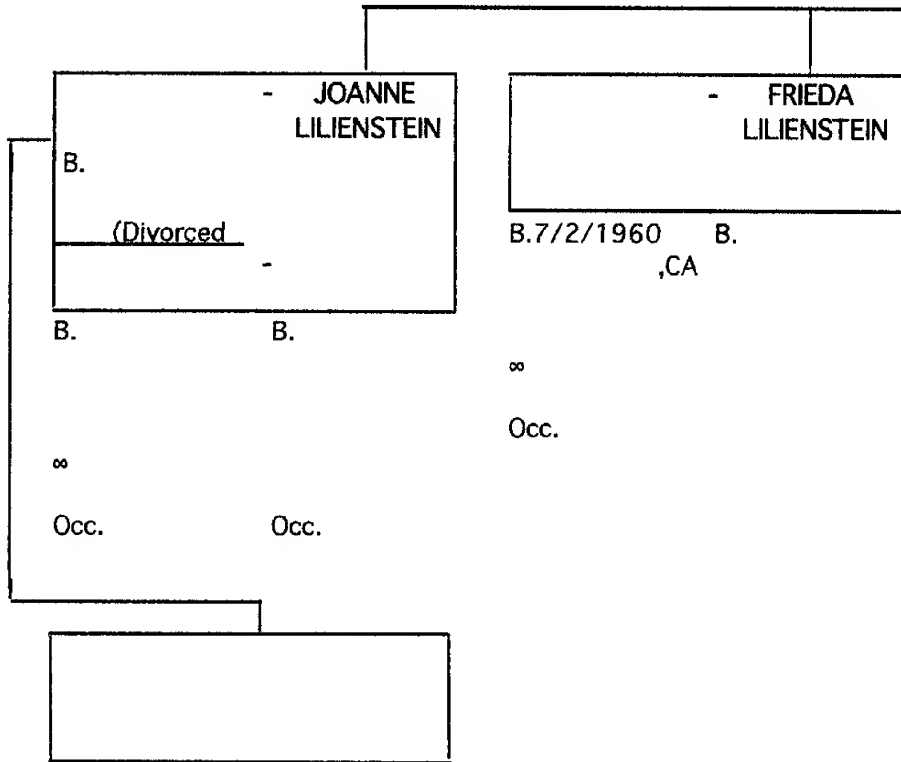 - JOANNE
LILIENSTEIN
B.
(Divorced
-
B. B.
∞
Occ. Occ.
- FRIEDA
LILIENSTEIN
B.7/2/1960 B.
,CA
∞
Occ.